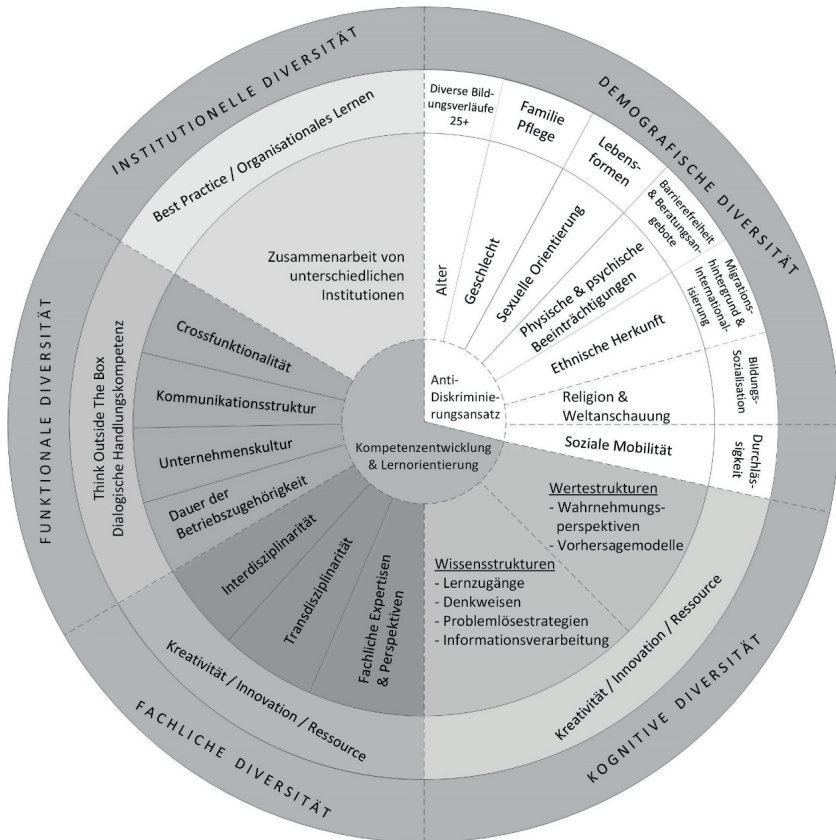 INSTITUTIONELLE DIVERSITÄT
Best Practice / Organisationales Lernen
Zusammenarbeit von
unterschiedlichen
Institutionen
DEMOGRAFISCHE DIVERSITÄT
Diverse Bild-
ungsverläufe
25+
Familie
Pflege
Lebens-
formen
Barrierefreiheit
& Beratungsan-
gebote
Migrations-
hintergrund &
International-
isierung
Bildungs-
Sozialisation
Durchläs-
sigkeit
Alter
Geschlecht
Sexuelle Orientierung
Physische & psychische
Beeinträchtigungen
Ethnische Herkunft
Religion &
Weltanschauung
Soziale Mobilität
Anti-
Diskriminie-
rungsansatz
Kompetenzentwicklung
& Lernorientierung
FUNKTIONALE DIVERSITÄT
Think Outside The Box
Dialogische Handlungskompetenz
Crossfunktionalität
Kommunikationsstruktur
Unternehmenskultur
Dauer der
Betriebszugehörigkeit
FACHLICHE DIVERSITÄT
Kreativität / Innovation / Ressource
Interdisziplinarität
Transdisziplinarität
Fachliche Expertisen
& Perspektiven
KOGNITIVE DIVERSITÄT
Kreativität / Innovation / Ressource
Wertestrukturen
- Wahrnehmungs-
perspektiven
- Vorhersagemodelle
Wissensstrukturen
- Lernzugänge
- Denkweisen
- Problemlösestrategien
- Informationsverarbeitung